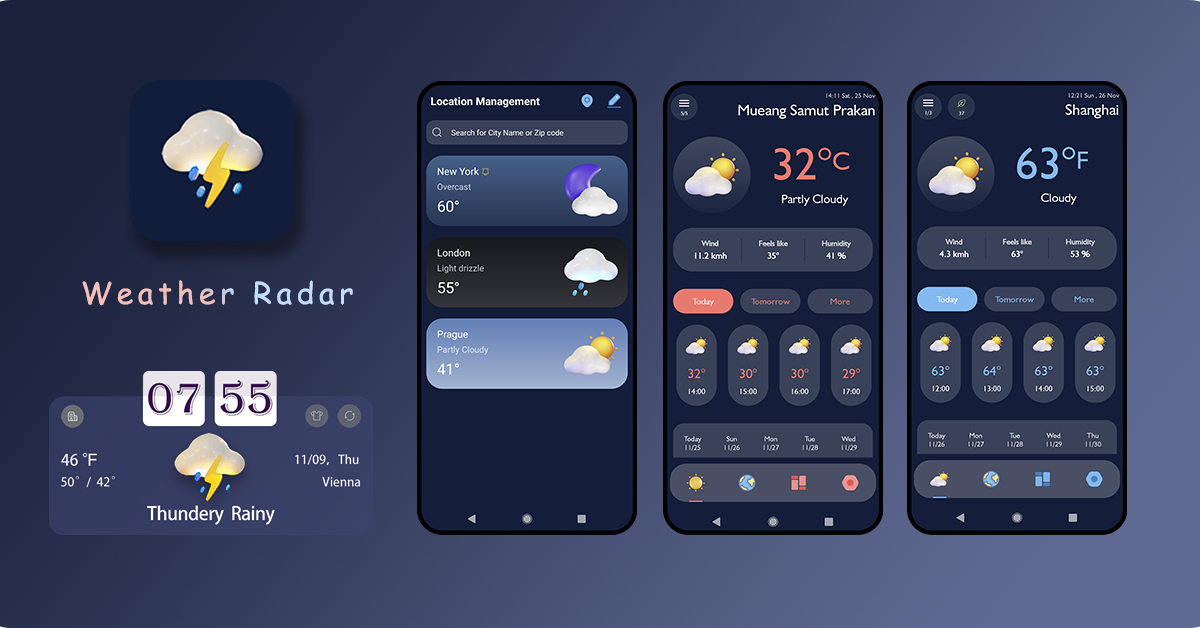 Weather Radar
07 55
46 °F
50° / 42°
11/09, Thu
Vienna
Thundery Rainy
Location Management
Search for City Name or Zip code
New York
Overcast
60°
London
Light drizzle
55°
Prague
Partly Cloudy
41°
14:11 Sat , 25 Nov
5/5
Mueang Samut Prakan
32°C
Partly Cloudy
Wind Feels like Humidity
11.2 kmh 35° 41 %
Today Tomorrow More
32° 30° 30° 29°
14:00 15:00 16:00 17:00
Today Sun Mon Tue Wed
11/25 11/26 11/27 11/28 11/29
12:21 Sun , 26 Nov
1/3 37
Shanghai
63°F
Cloudy
Wind Feels like Humidity
4.3 kmh 63° 53 %
Today Tomorrow More
63° 64° 63° 63°
12:00 13:00 14:00 15:00
Today Mon Tue Wed Thu
11/26 11/27 11/28 11/29 11/30